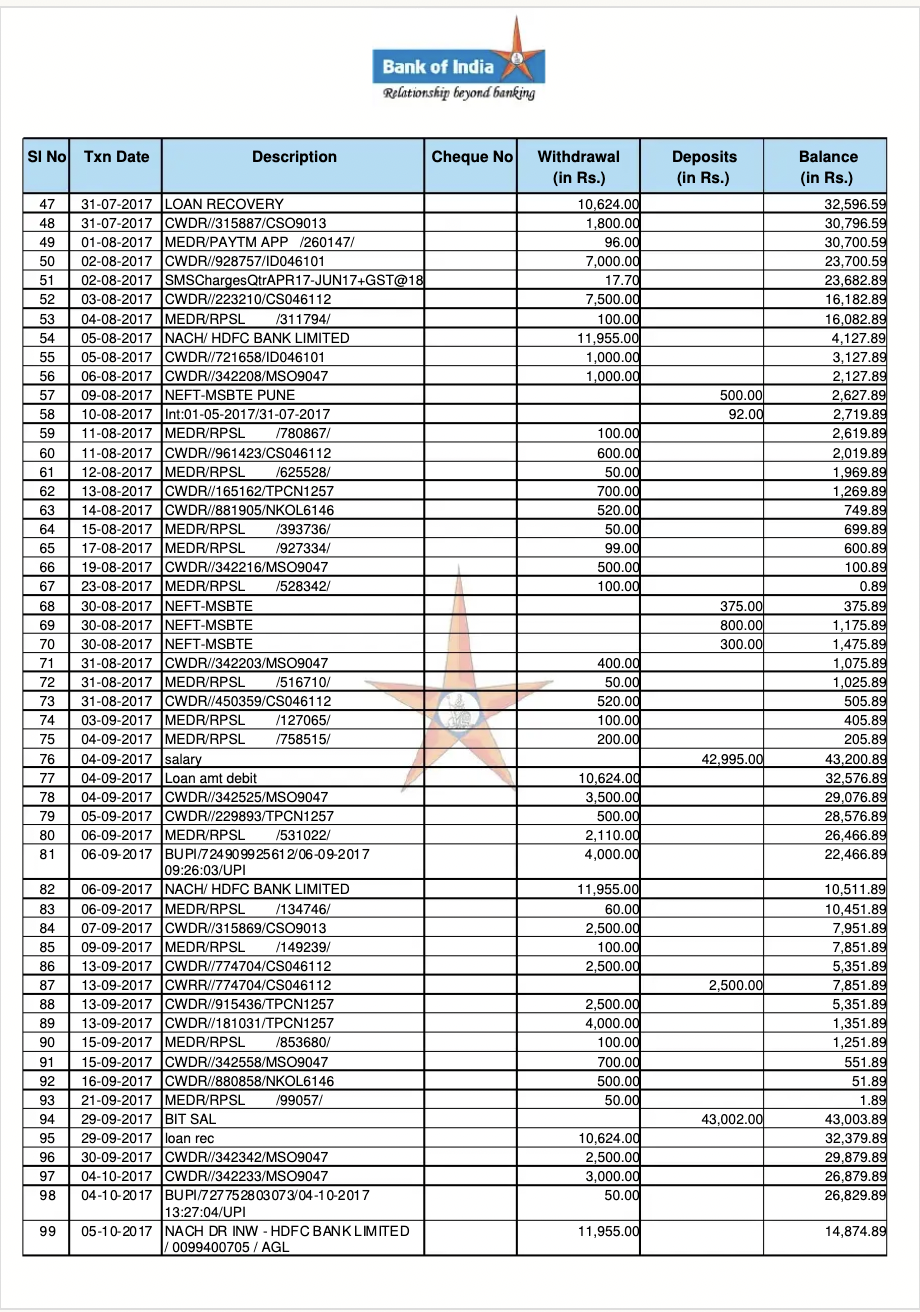 Bank of India
Relationship beyond banking
Sl No Txn Date Description Cheque No Withdrawal Deposits Balance
(in Rs.) (in Rs.) (in Rs.)
47 31-07-2017 LOAN RECOVERY 10,624.00 32,596.59
48 31-07-2017 CWDR//315887/CSO9013 1,800.00 30,796.59
49 01-08-2017 MEDR/PAYTM APP /260147/ 96.00 30,700.59
50 02-08-2017 CWDR//928757/ID046101 7,000.00 23,700.59
51 02-08-2017 SMSChargesQtrAPR17-JUN17+GST@18 17.70 23,682.89
52 03-08-2017 CWDR//223210/CS046112 7,500.00 16,182.89
53 04-08-2017 MEDR/RPSL /311794/ 100.00 16,082.89
54 05-08-2017 NACH/ HDFC BANK LIMITED 11,955.00 4,127.89
55 05-08-2017 CWDR//721658/ID046101 1,000.00 3,127.89
56 06-08-2017 CWDR//342208/MSO9047 1,000.00 2,127.89
57 09-08-2017 NEFT-MSBTE PUNE 500.00 2,627.89
58 10-08-2017 Int:01-05-2017/31-07-2017 92.00 2,719.89
59 11-08-2017 MEDR/RPSL /780867/ 100.00 2,619.89
60 11-08-2017 CWDR//961423/CS046112 600.00 2,019.89
61 12-08-2017 MEDR/RPSL /625528/ 50.00 1,969.89
62 13-08-2017 CWDR//165162/TPCN1257 700.00 1,269.89
63 14-08-2017 CWDR//881905/NKOL6146 520.00 749.89
64 15-08-2017 MEDR/RPSL /393736/ 50.00 699.89
65 17-08-2017 MEDR/RPSL /927334/ 99.00 600.89
66 19-08-2017 CWDR//342216/MSO9047 500.00 100.89
67 23-08-2017 MEDR/RPSL /528342/ 100.00 0.89
68 30-08-2017 NEFT-MSBTE 375.00 375.89
69 30-08-2017 NEFT-MSBTE 800.00 1,175.89
70 30-08-2017 NEFT-MSBTE 300.00 1,475.89
71 31-08-2017 CWDR//342203/MSO9047 400.00 1,075.89
72 31-08-2017 MEDR/RPSL /516710/ 50.00 1,025.89
73 31-08-2017 CWDR//450359/CS046112 520.00 505.89
74 03-09-2017 MEDR/RPSL /127065/ 100.00 405.89
75 04-09-2017 MEDR/RPSL /758515/ 200.00 205.89
76 04-09-2017 salary 42,995.00 43,200.89
77 04-09-2017 Loan amt debit 10,624.00 32,576.89
78 04-09-2017 CWDR//342525/MSO9047 3,500.00 29,076.89
79 05-09-2017 CWDR//229893/TPCN1257 500.00 28,576.89
80 06-09-2017 MEDR/RPSL /531022/ 2,110.00 26,466.89
81 06-09-2017 BUPI/724909925612/06-09-2017 4,000.00 22,466.89
09:26:03/UPI
82 06-09-2017 NACH/ HDFC BANK LIMITED 11,955.00 10,511.89
83 06-09-2017 MEDR/RPSL /134746/ 60.00 10,451.89
84 07-09-2017 CWDR//315869/CSO9013 2,500.00 7,951.89
85 09-09-2017 MEDR/RPSL /149239/ 100.00 7,851.89
86 13-09-2017 CWDR//774704/CS046112 2,500.00 5,351.89
87 13-09-2017 CWRR//774704/CS046112 2,500.00 7,851.89
88 13-09-2017 CWDR//915436/TPCN1257 2,500.00 5,351.89
89 13-09-2017 CWDR//181031/TPCN1257 4,000.00 1,351.89
90 15-09-2017 MEDR/RPSL /853680/ 100.00 1,251.89
91 15-09-2017 CWDR//342558/MSO9047 700.00 551.89
92 16-09-2017 CWDR//880858/NKOL6146 500.00 51.89
93 21-09-2017 MEDR/RPSL /99057/ 50.00 1.89
94 29-09-2017 BIT SAL 43,002.00 43,003.89
95 29-09-2017 loan rec 10,624.00 32,379.89
96 30-09-2017 CWDR//342342/MSO9047 2,500.00 29,879.89
97 04-10-2017 CWDR//342233/MSO9047 3,000.00 26,879.89
98 04-10-2017 BUPI/727752803073/04-10-2017 50.00 26,829.89
13:27:04/UPI
99 05-10-2017 NACH DR INW - HDFC BANK LIMITED 11,955.00 14,874.89
/ 0099400705 / AGL